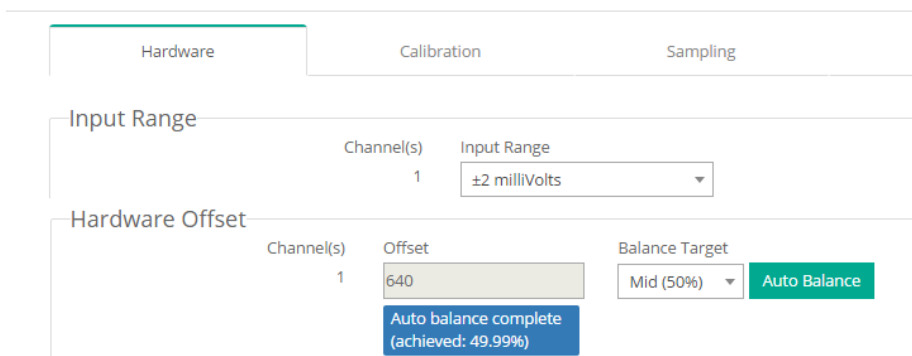 Hardware Calibration Sampling
Input Range
Channel(s) Input Range
1 ±2 milliVolts
Hardware Offset
Channel(s) Offset Balance Target
1 640 Mid (50%) Auto Balance
Auto balance complete
(achieved: 49.99%)